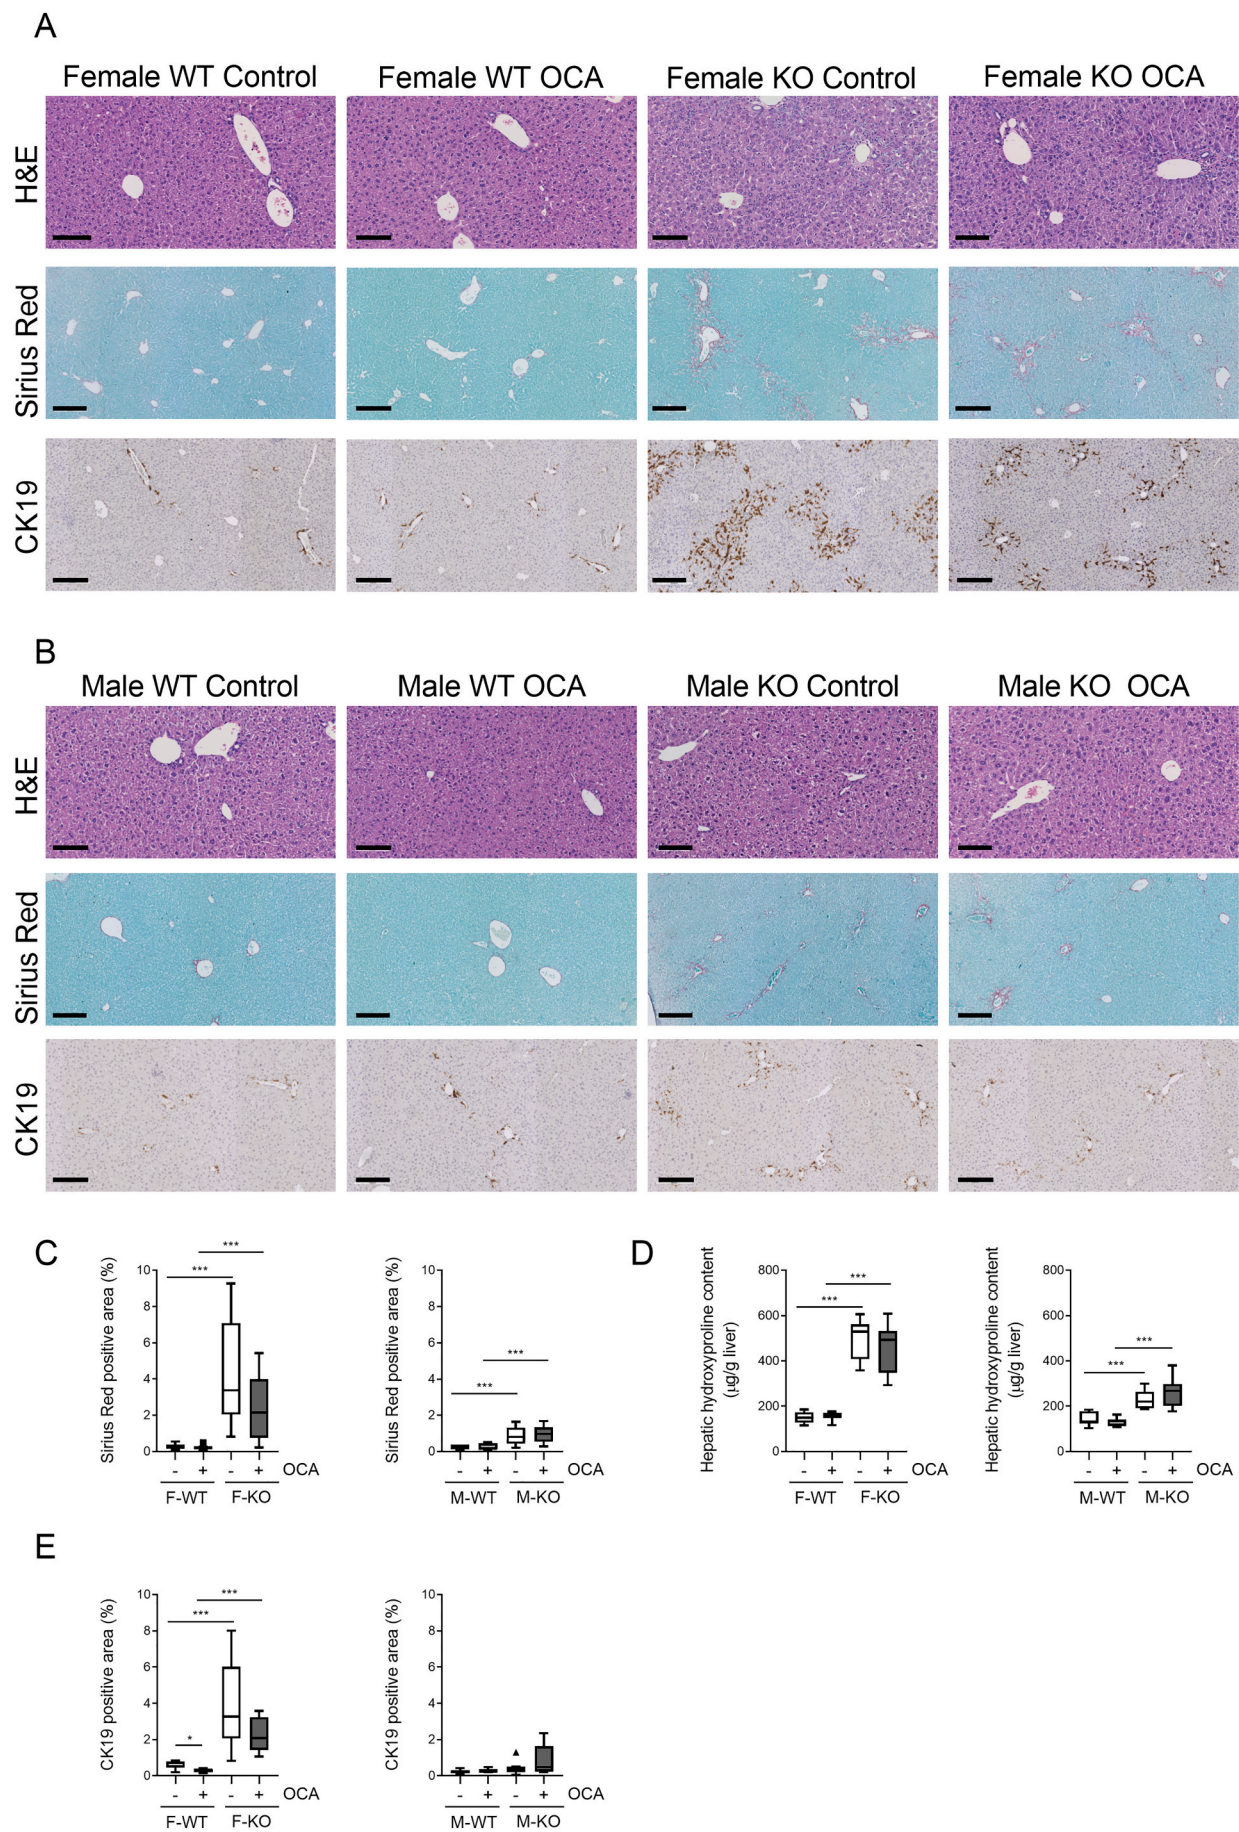 A
Female WT Control Female WT OCA Female KO Control Female KO OCA
H&E
Sirius Red
CK19
B
Male WT Control Male WT OCA Male KO Control Male KO OCA
H&E
Sirius Red
CK19
C
Sirius Red positive area (%)
10
8
6
4
2
0
***
***
- + - + OCA
F-WT F-KO
Sirius Red positive area (%)
10
8
6
4
2
0
***
***
- + - + OCA
M-WT M-KO
D
Hepatic hydroxyproline content
(µg/g liver)
800
600
400
200
0
***
***
- + - + OCA
F-WT F-KO
Hepatic hydroxyproline content
(µg/g liver)
800
600
400
200
0
***
***
- + - + OCA
M-WT M-KO
E
CK19 positive area (%)
10
8
6
4
2
0
***
***
*
- + - + OCA
F-WT F-KO
CK19 positive area (%)
10
8
6
4
2
0
- + - + OCA
M-WT M-KO